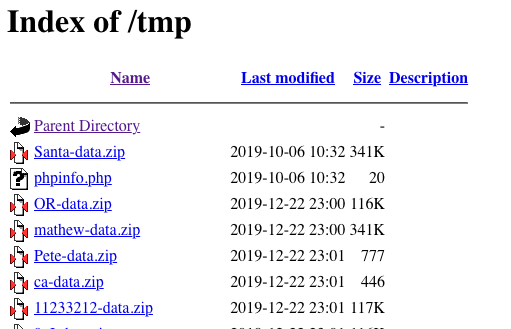 Index of /tmp
Name Last modified Size Description
Parent Directory -
Santa-data.zip 2019-10-06 10:32 341K
phpinfo.php 2019-10-06 10:32 20
OR-data.zip 2019-12-22 23:00 116K
mathew-data.zip 2019-12-22 23:00 341K
Pete-data.zip 2019-12-22 23:01 777
ca-data.zip 2019-12-22 23:01 446
11233212-data.zip 2019-12-22 23:01 117K